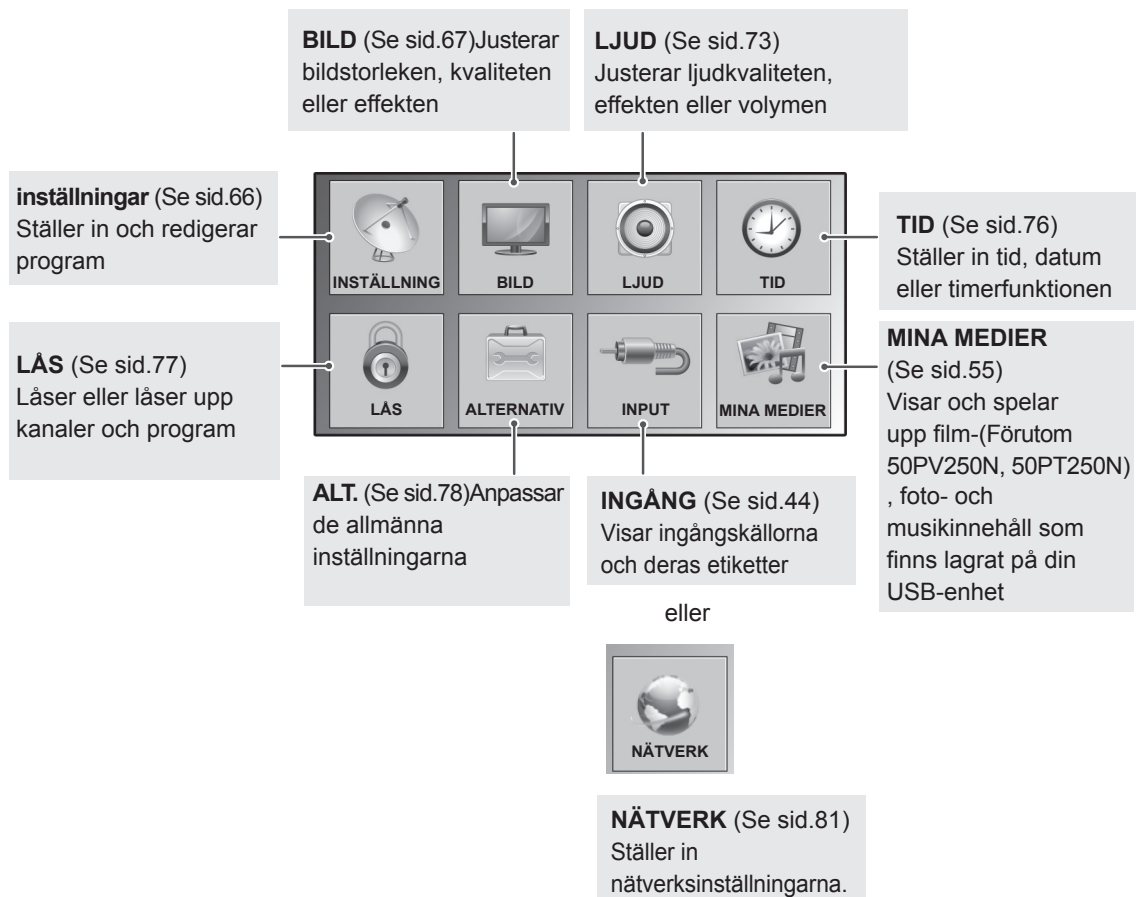 BILD (Se sid.67)Justerar
bildstorleken, kvaliteten
eller effekten
LJUD (Se sid.73)
Justerar ljudkvaliteten,
effekten eller volymen
inställningar (Se sid.66)
Ställer in och redigerar
program
INSTÄLLNING
BILD
LJUD
TID
TID (Se sid.76)
Ställer in tid, datum
eller timerfunktionen
LÅS (Se sid.77)
Låser eller låser upp
kanaler och program
LÅS
ALTERNATIV
INPUT
MINA MEDIER
MINA MEDIER
(Se sid.55)
Visar och spelar
upp film-(Förutom
50PV250N, 50PT250N)
, foto- och
musikinnehåll som
finns lagrat på din
USB-enhet
ALT. (Se sid.78)Anpassar
de allmänna
inställningarna
INGÅNG (Se sid.44)
Visar ingångskällorna
och deras etiketter
eller
NÄTVERK
NÄTVERK (Se sid.81)
Ställer in
nätverksinställningarna.